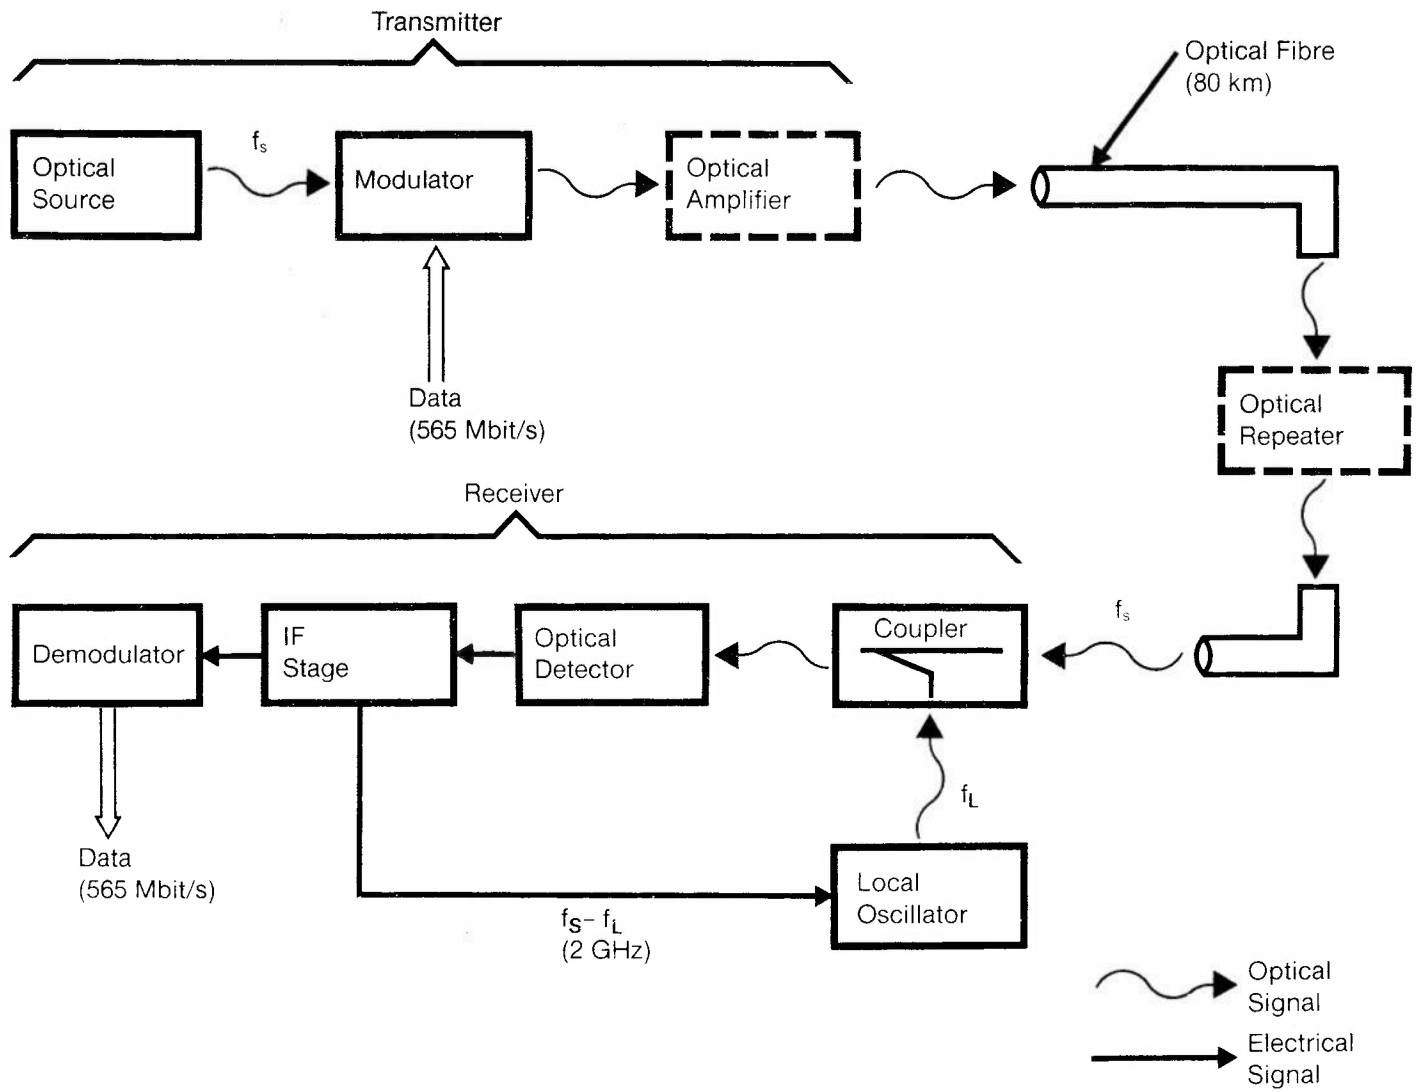 Transmitter
Optical Fibre
(80 km)
fs
Optical
Source
Modulator
Optical
Amplifier
Data
(565 Mbit/s)
Optical
Repeater
Receiver
fs
Demodulator
IF
Stage
Optical
Detector
Coupler
fL
Data
(565 Mbit/s)
Local
Oscillator
fS– fL
(2 GHz)
Optical
Signal
Electrical
Signal